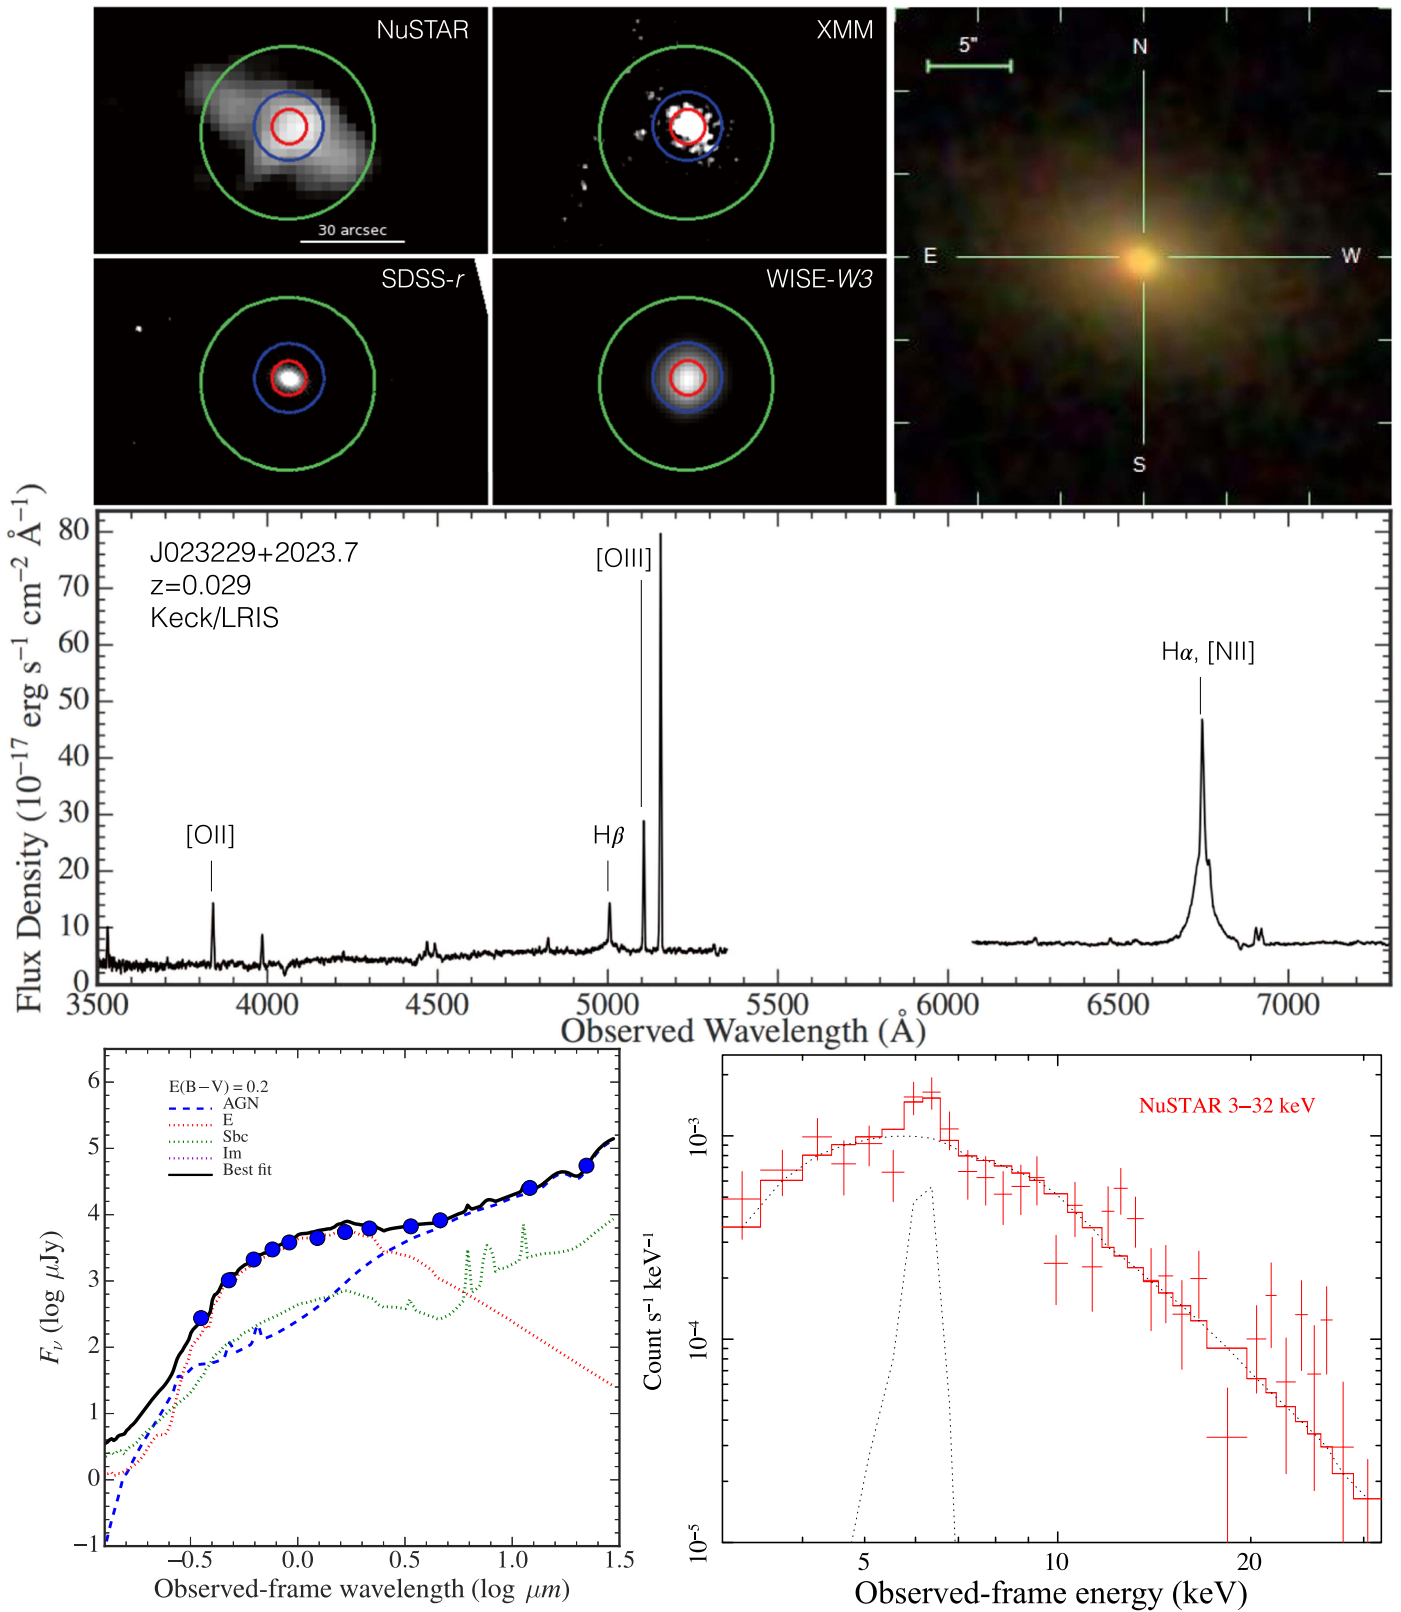 NuSTAR
30 arcsec
XMM
SDSS-r
WISE-W3
5"
N
E
W
S
80
70
60
50
40
30
20
10
0
Flux Density (10⁻¹⁷ erg s⁻¹ cm⁻² Å⁻¹)
J023229+2023.7
z=0.029
Keck/LRIS
[OII]
Hβ
[OIII]
Hα, [NII]
3500 4000 4500 5000 5500 6000 6500 7000
Observed Wavelength (Å)
6
5
4
3
2
1
0
−1
Fν (log μJy)
E(B−V) = 0.2
AGN
E
Sbc
Im
Best fit
−0.5 0.0 0.5 1.0 1.5
Observed-frame wavelength (log μm)
NuSTAR 3−32 keV
10⁻³
10⁻⁴
10⁻⁵
Count s⁻¹ keV⁻¹
5 10 20
Observed-frame energy (keV)